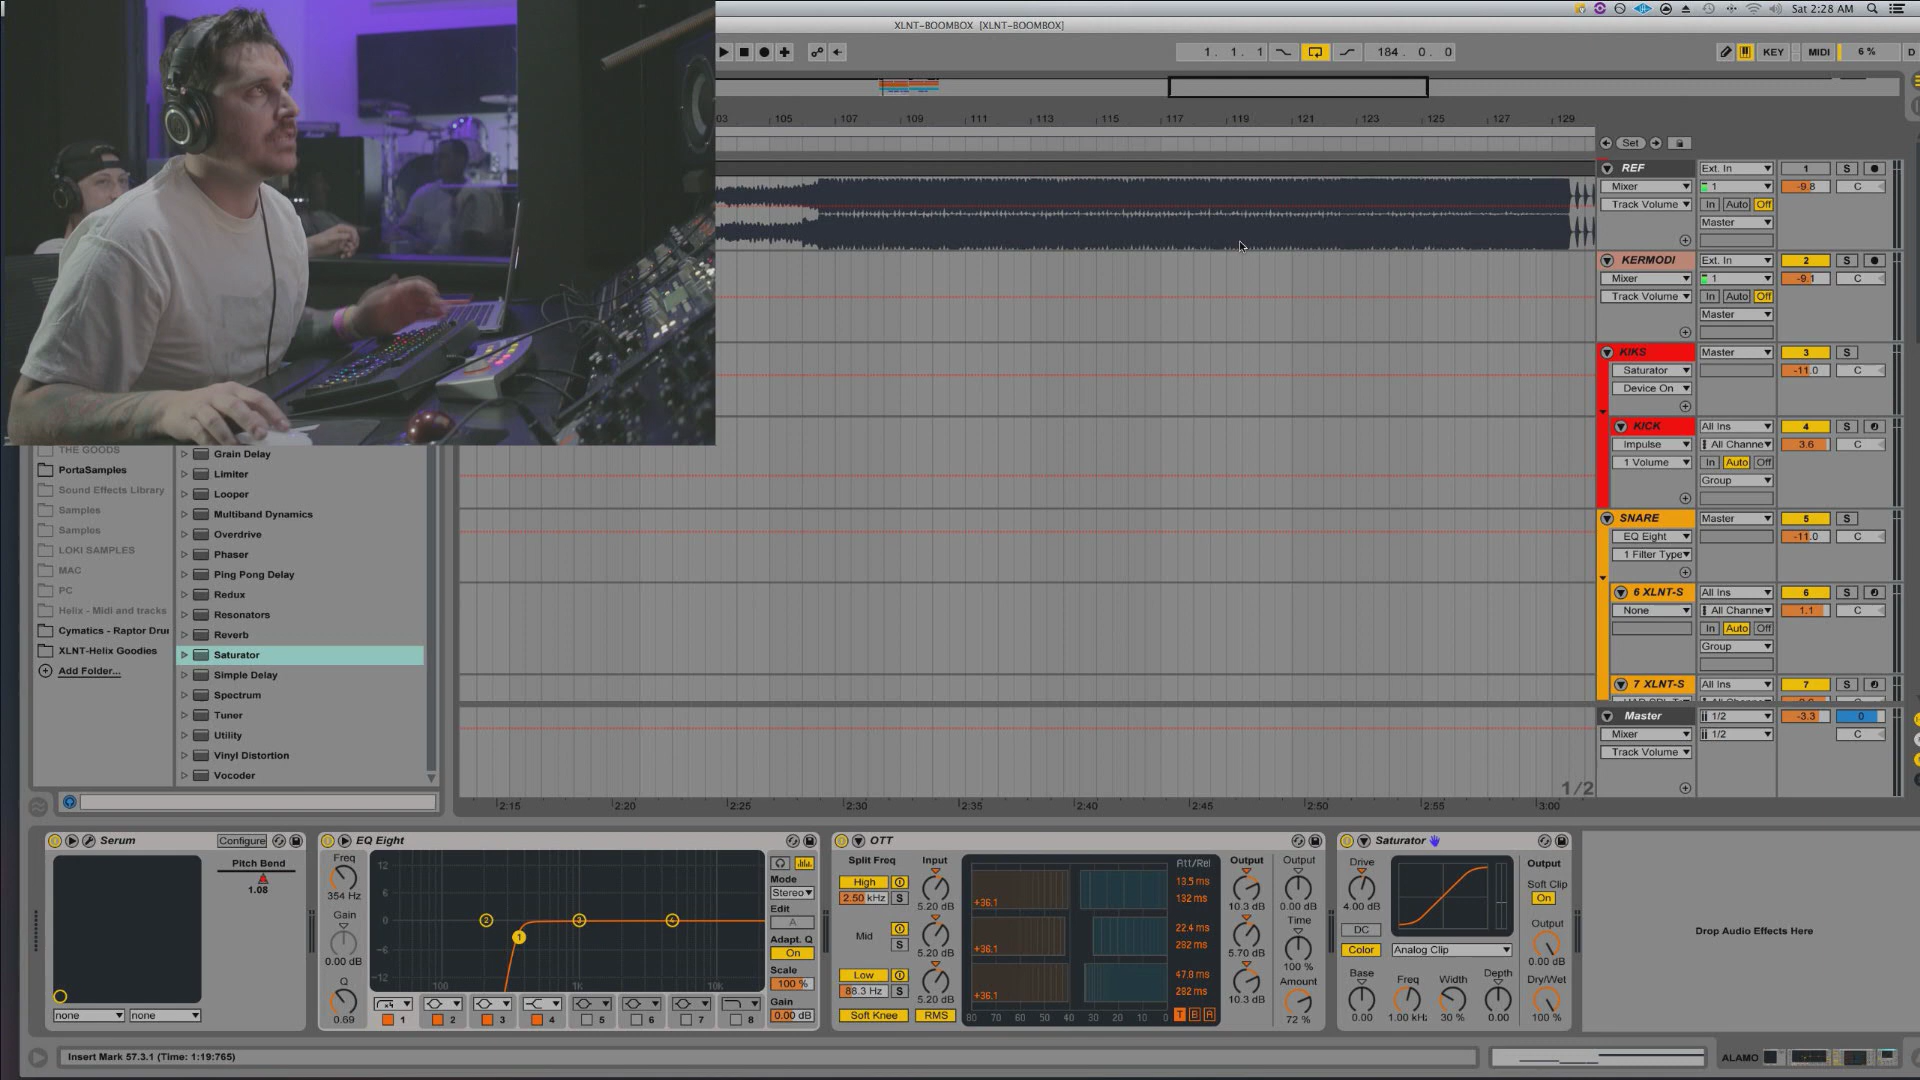 XLNT-BOOMBOX [XLNT-BOOMBOX]
Sat 2:28 AM
1. 1. 1
184. 0. 0
KEY
MIDI
6 %
D
03 105 107 109 111 113 115 117 119 121 123 125 127 129
Set
REF Ext. In 1 S
Mixer 1 -9.8 C
Track Volume In Auto Off
Master
KERMODI Ext. In 2 S
Mixer 1 -9.1 C
Track Volume In Auto Off
Master
KIKS Master 3 S
Saturator -11.0 C
Device On
KICK All Ins 4 S
Impulse All Channe 3.6 C
1 Volume In Auto Off
Group
SNARE Master 5 S
EQ Eight -11.0 C
1 Filter Type
6 XLNT-S All Ins 6 S
None All Channe 1.1 C
In Auto Off
Group
7 XLNT-S All Ins 7 S
Master 1/2 -3.3 0
Mixer 1/2 C
Track Volume
1/2
2:15 2:20 2:25 2:30 2:35 2:40 2:45 2:50 2:55 3:00
THE GOODS
PortaSamples
Sound Effects Library
Samples
Samples
LOKI SAMPLES
MAC
PC
Helix - Midi and tracks
Cymatics - Raptor Dru
XLNT-Helix Goodies
Add Folder...
Grain Delay
Limiter
Looper
Multiband Dynamics
Overdrive
Phaser
Ping Pong Delay
Redux
Resonators
Reverb
Saturator
Simple Delay
Spectrum
Tuner
Utility
Vinyl Distortion
Vocoder
Serum
Configure
Pitch Bend
1.08
none
none
EQ Eight
Freq
354 Hz
Gain
0.00 dB
Q
0.69
12
6
0
-6
-12
100 1K 10K
1 2 3 4
1 2 3 4 5 6 7 8
Mode
Stereo
Edit
A
Adapt. Q
On
Scale
100 %
Gain
0.00 dB
OTT
Split Freq
High
2.50 kHz S
Mid
S
Low
88.3 Hz S
Soft Knee
RMS
Input
5.20 dB
5.20 dB
5.20 dB
+36.1
+36.1
+36.1
80 70 60 50 40 30 20 10 0
Att/Rel
13.5 ms
132 ms
22.4 ms
282 ms
47.8 ms
282 ms
T B A
Output
10.3 dB
5.70 dB
10.3 dB
Output
0.00 dB
Time
100 %
Amount
72 %
Saturator
Drive
4.00 dB
DC
Color
Analog Clip
Base
0.00
Freq
1.00 kHz
Width
30 %
Depth
0.00
Output
Soft Clip
On
Output
0.00 dB
Dry/Wet
100 %
Drop Audio Effects Here
Insert Mark 57.3.1 (Time: 1:19:765)
ALAMO